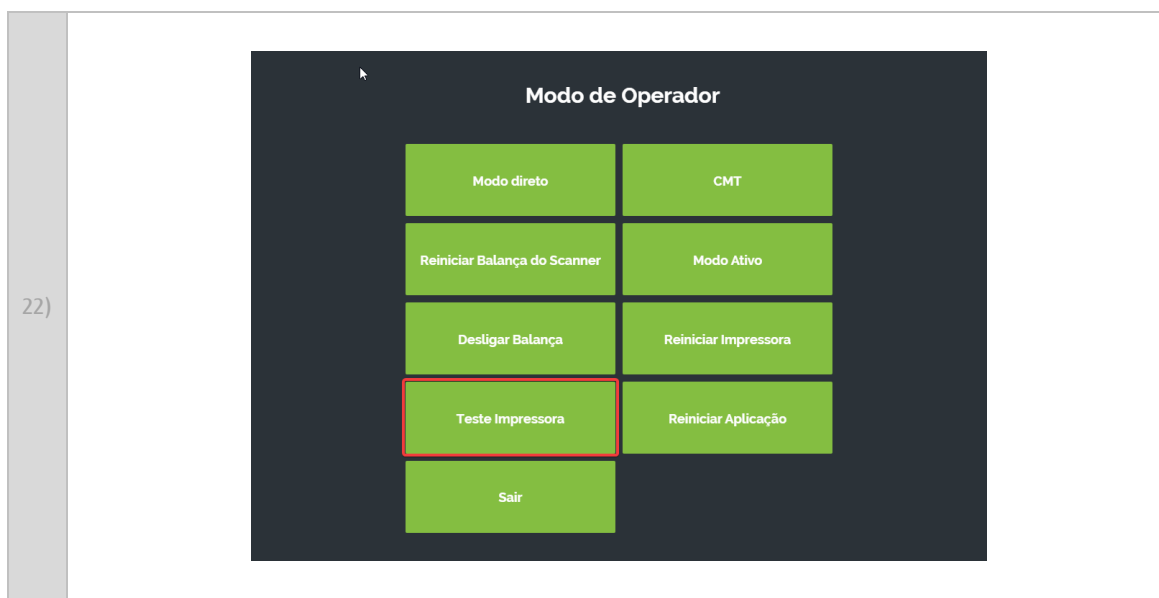 22)
Modo de Operador
Modo direto
CMT
Reiniciar Balança do Scanner
Modo Ativo
Desligar Balança
Reiniciar Impressora
Teste Impressora
Reiniciar Aplicação
Sair